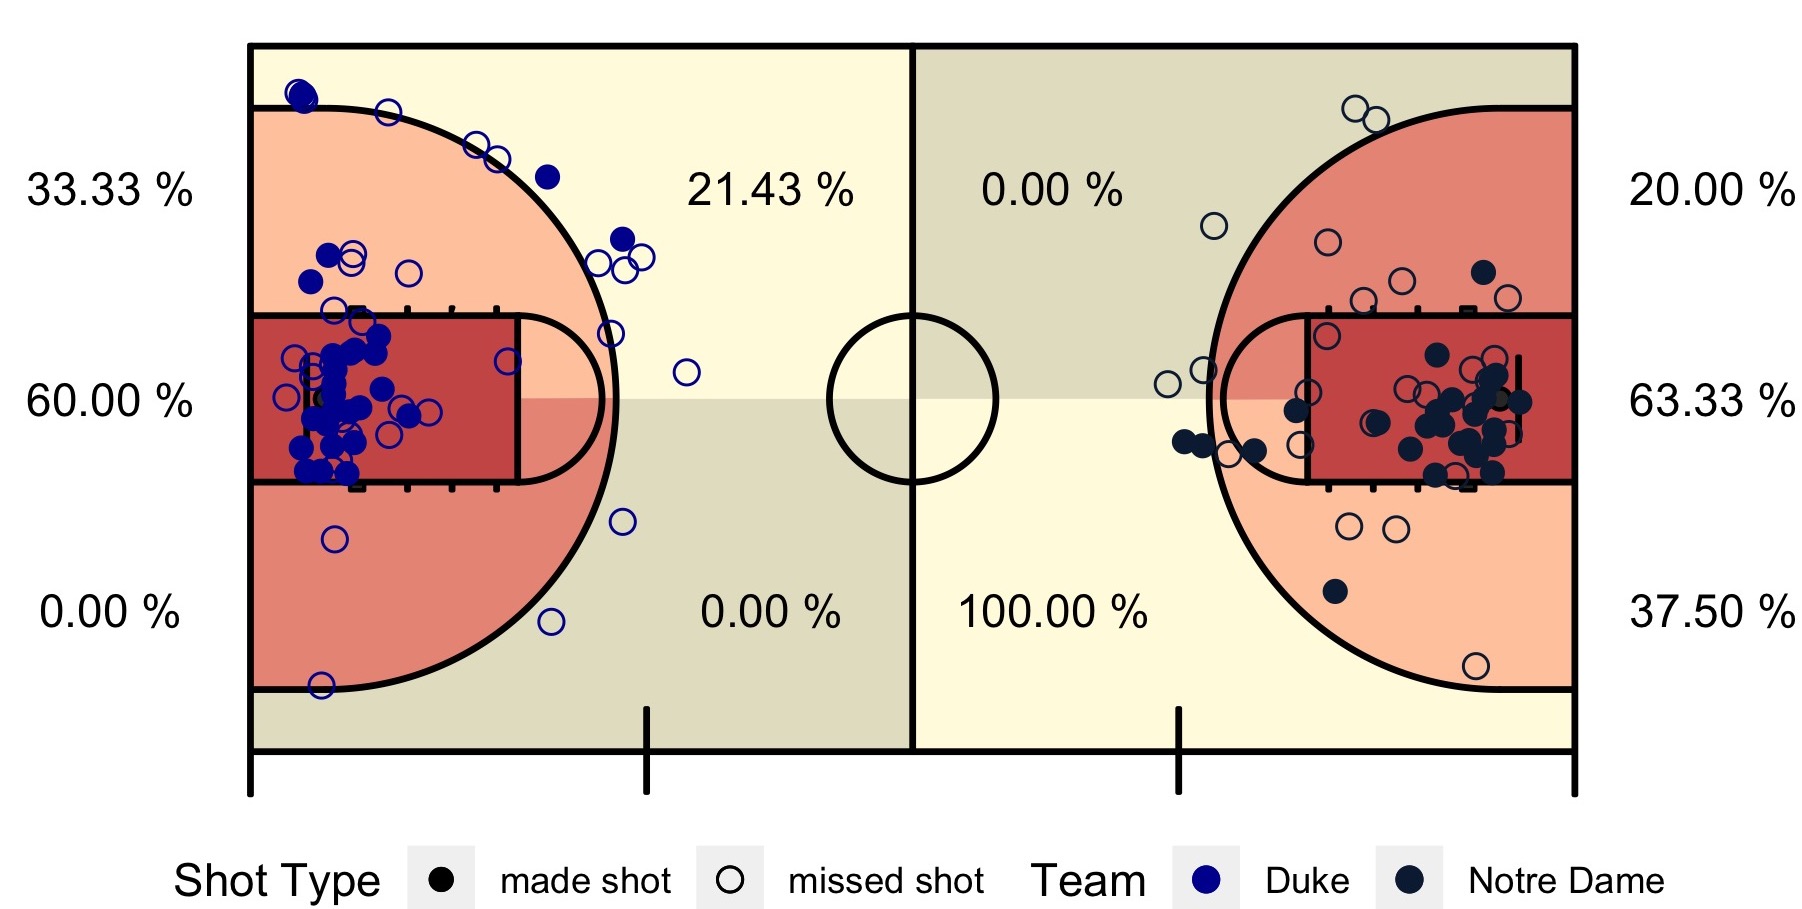 33.33 % 21.43 % 0.00 % 20.00 %
60.00 % 63.33 %
0.00 % 0.00 % 100.00 % 37.50 %
Shot Type made shot missed shot Team Duke Notre Dame